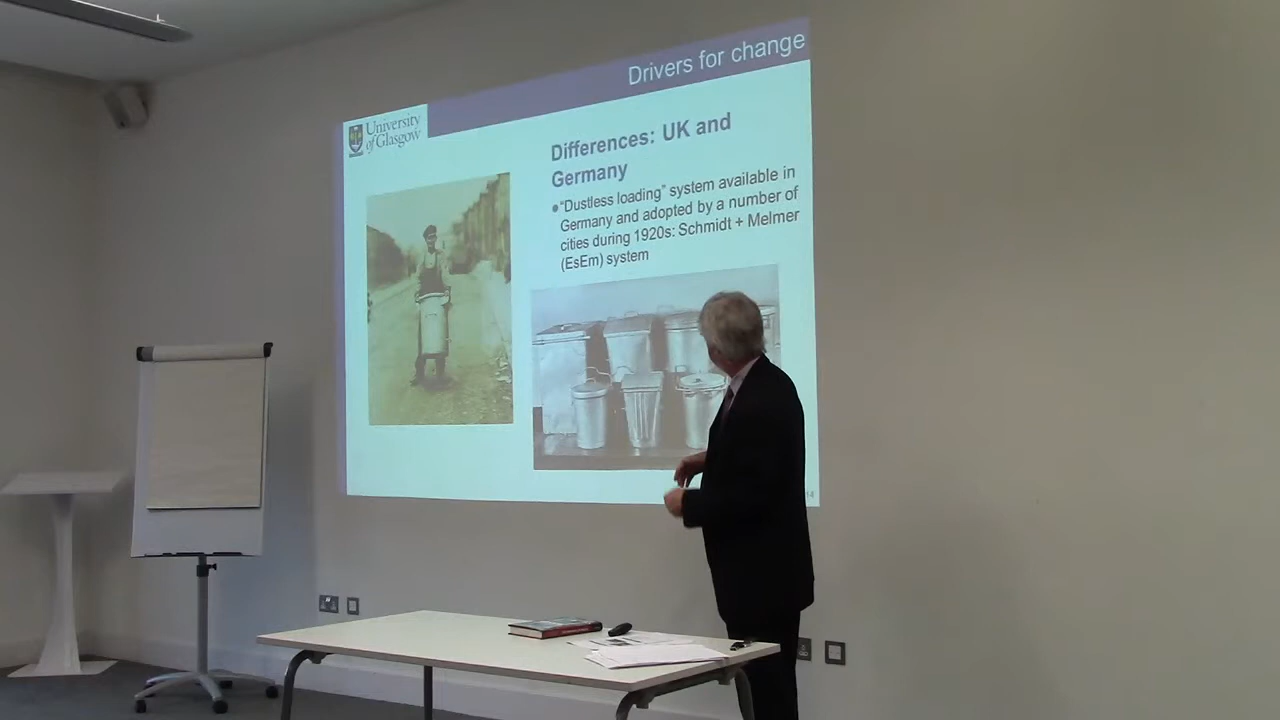 Drivers for change
University
of Glasgow
Differences: UK and
Germany
●“Dustless loading” system available in
Germany and adopted by a number of
cities during 1920s: Schmidt + Melmer
(EsEm) system